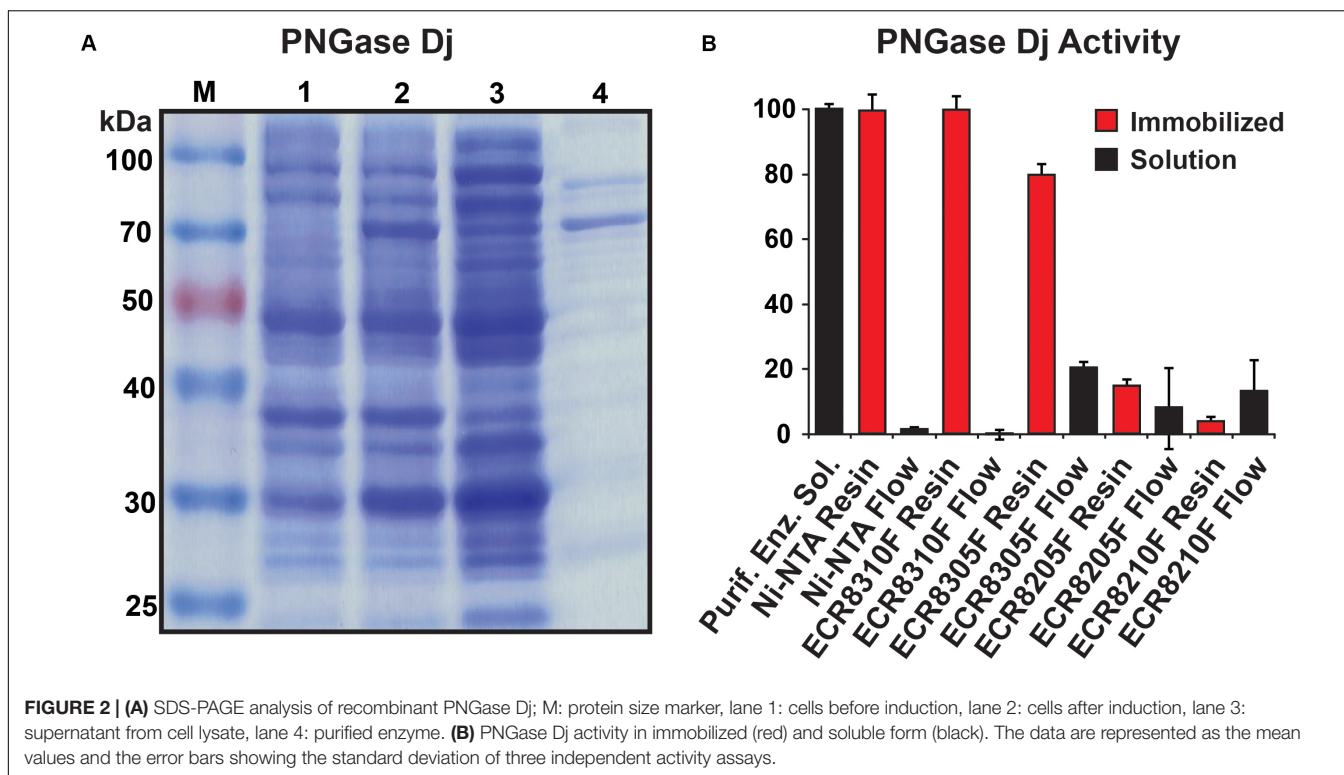 A
PNGase Dj
M 1 2 3 4
kDa
100
70
50
40
30
25
B
PNGase Dj Activity
100
80
60
40
20
0
Immobilized
Solution
Purif. Enz. Sol.
Ni-NTA Resin
Ni-NTA Flow
ECR8310F Resin
ECR8310F Flow
ECR8305F Resin
ECR8305F Flow
ECR8205F Resin
ECR8205F Flow
ECR8210F Resin
ECR8210F Flow
FIGURE 2 | (A) SDS-PAGE analysis of recombinant PNGase Dj; M: protein size marker, lane 1: cells before induction, lane 2: cells after induction, lane 3:
supernatant from cell lysate, lane 4: purified enzyme. (B) PNGase Dj activity in immobilized (red) and soluble form (black). The data are represented as the mean
values and the error bars showing the standard deviation of three independent activity assays.